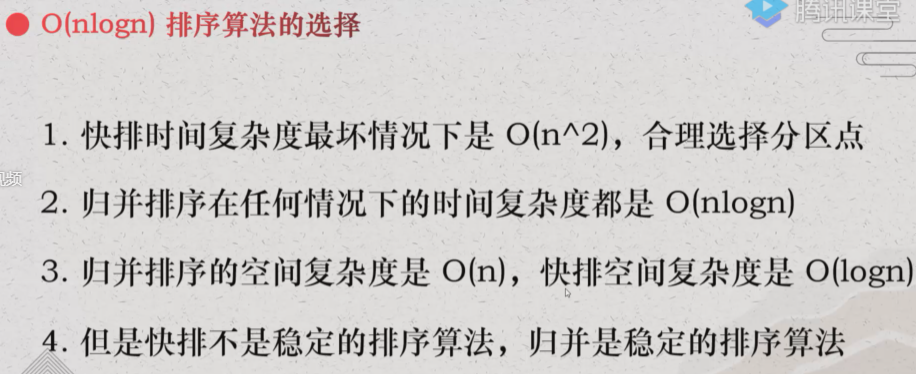 O(nlogn) 排序算法的选择
腾讯课堂
1. 快排时间复杂度最坏情况下是 O(n^2)，合理选择分区点
视频
2. 归并排序在任何情况下的时间复杂度都是 O(nlogn)
3. 归并排序的空间复杂度是 O(n)，快排空间复杂度是 O(logn)
4. 但是快排不是稳定的排序算法，归并是稳定的排序算法